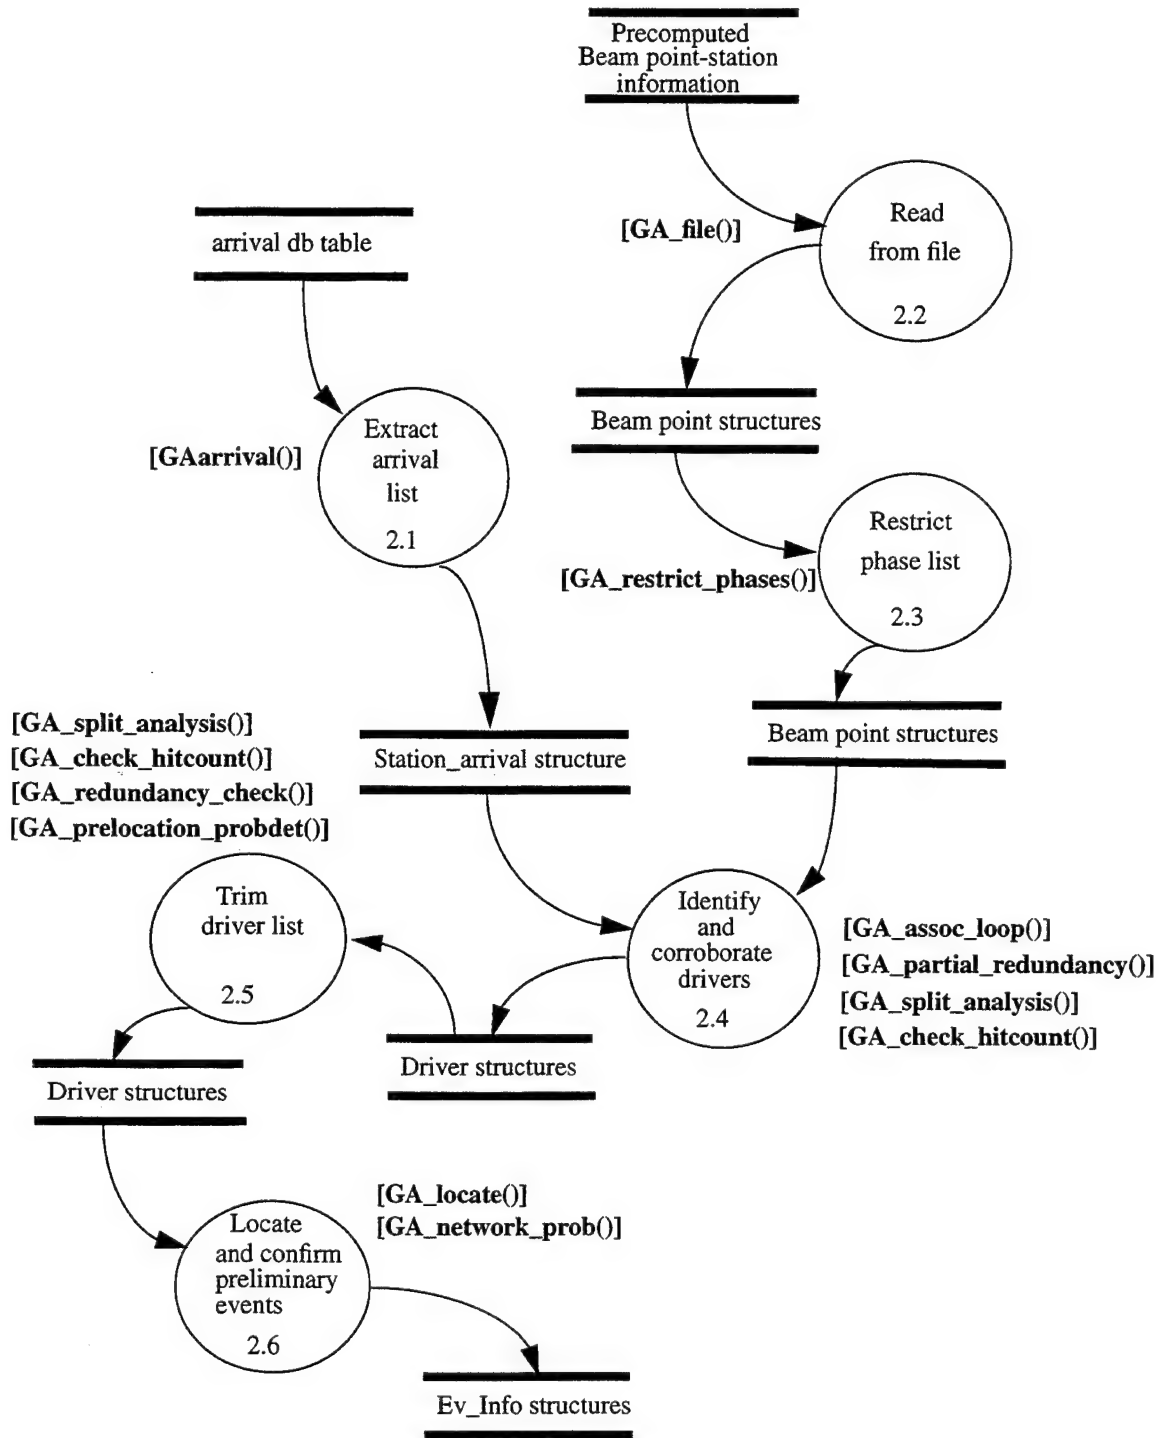 Precomputed
Beam point-station
information
arrival db table
[GA_file()]
Read
from file
2.2
Beam point structures
[GAarrival()]
Extract
arrival
list
2.1
Restrict
phase list
2.3
[GA_restrict_phases()]
[GA_split_analysis()]
[GA_check_hitcount()]
[GA_redundancy_check()]
[GA_prelocation_probdet()]
Station_arrival structure
Beam point structures
Trim
driver list
2.5
Identify
and
corroborate
drivers
2.4
[GA_assoc_loop()]
[GA_partial_redundancy()]
[GA_split_analysis()]
[GA_check_hitcount()]
Driver structures
Driver structures
[GA_locate()]
[GA_network_prob()]
Locate
and confirm
preliminary
events
2.6
Ev_Info structures